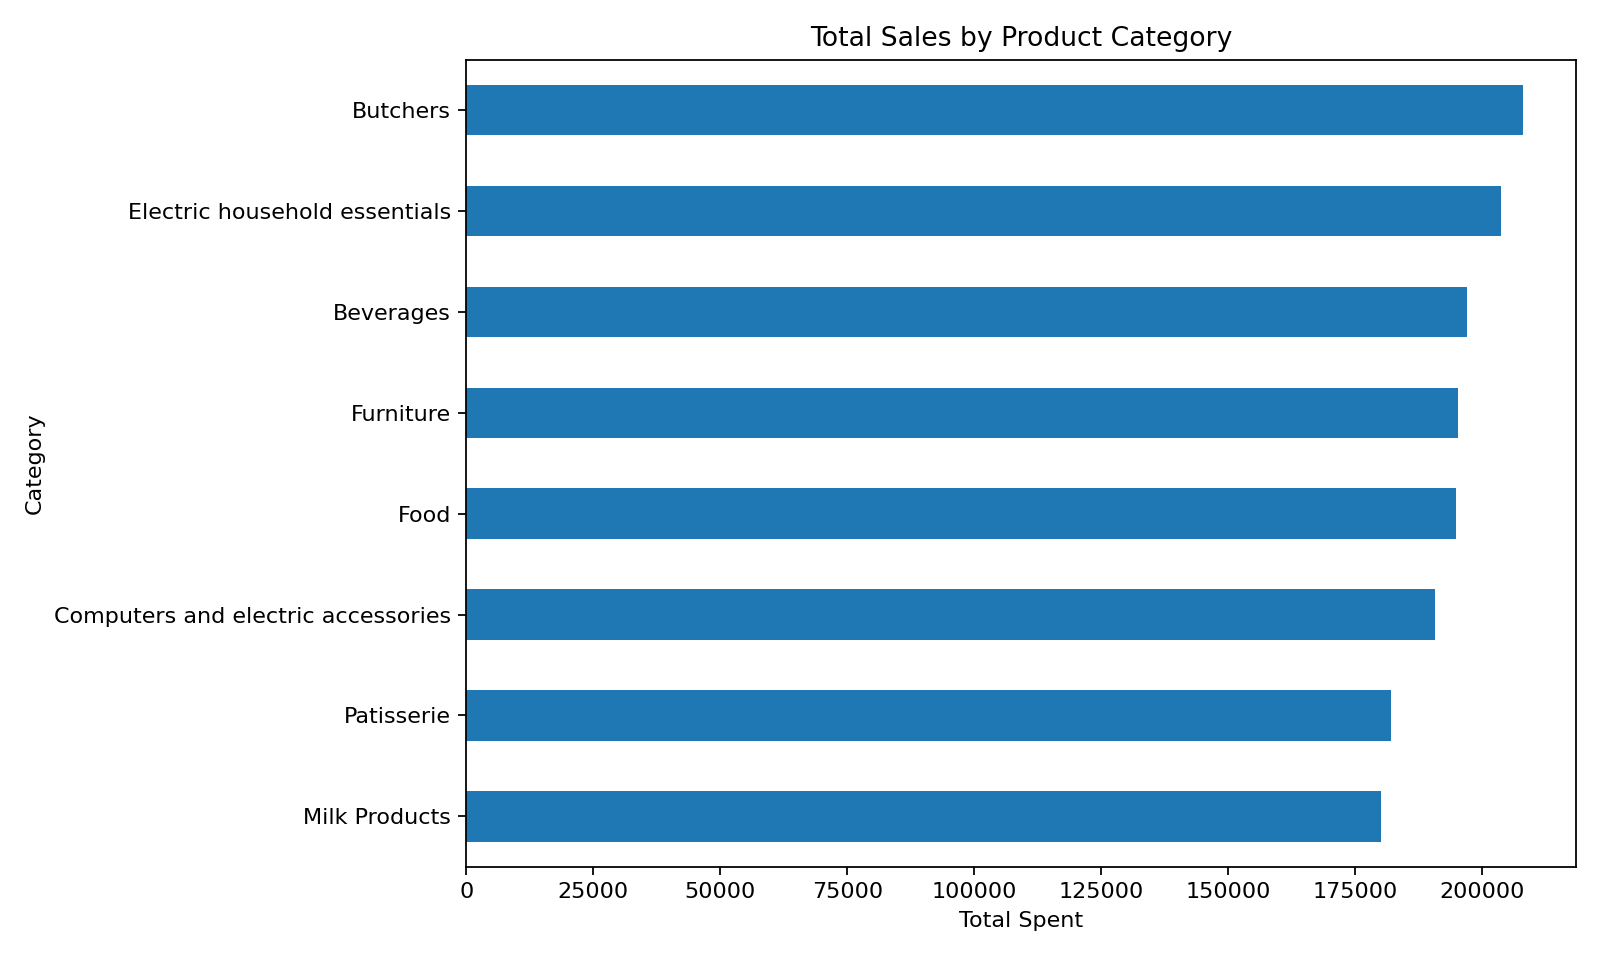 Total Sales by Product Category
Category
Butchers
Electric household essentials
Beverages
Furniture
Food
Computers and electric accessories
Patisserie
Milk Products
0 25000 50000 75000 100000 125000 150000 175000 200000
Total Spent